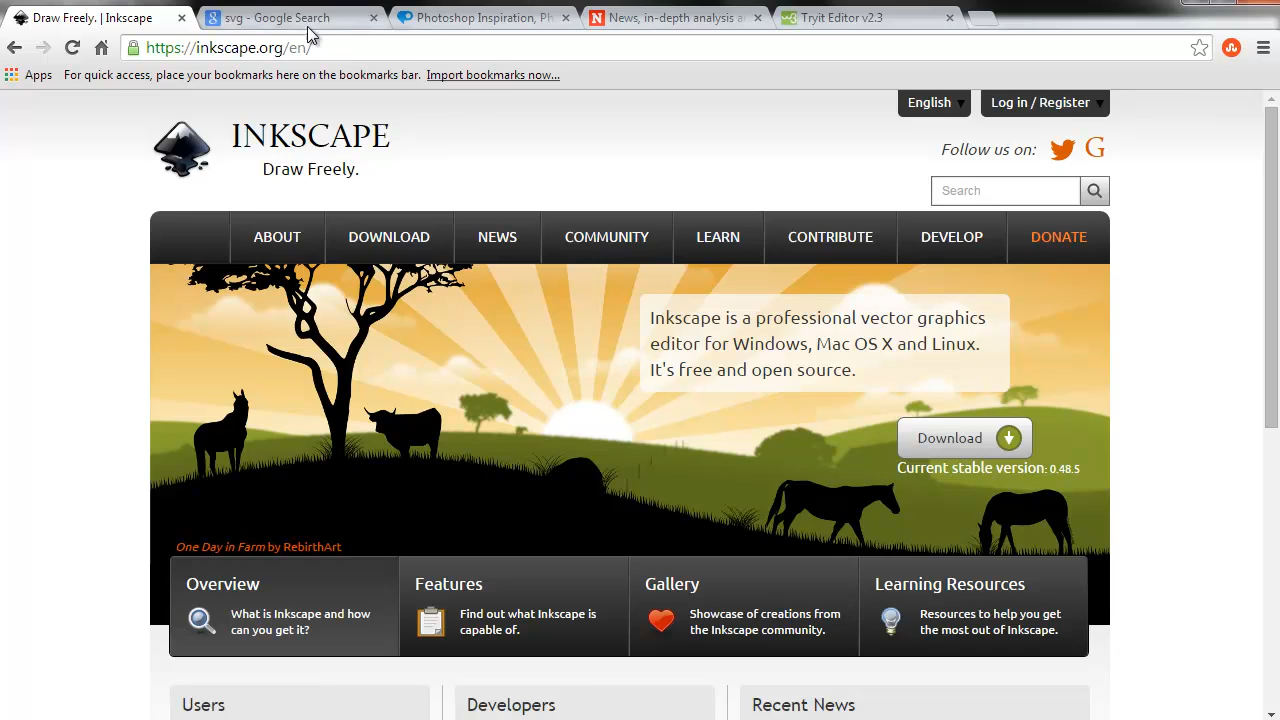 Draw Freely. | Inkscape
svg - Google Search
Photoshop Inspiration, Ph
News, in-depth analysis a
Tryit Editor v2.3
https://inkscape.org/en/
Apps
For quick access, place your bookmarks here on the bookmarks bar. Import bookmarks now...
English
Log in / Register
INKSCAPE
Draw Freely.
Follow us on:
Search
ABOUT
DOWNLOAD
NEWS
COMMUNITY
LEARN
CONTRIBUTE
DEVELOP
DONATE
Inkscape is a professional vector graphics
editor for Windows, Mac OS X and Linux.
It's free and open source.
Download
Current stable version: 0.48.5
One Day in Farm by RebirthArt
Overview
What is Inkscape and how
can you get it?
Features
Find out what Inkscape is
capable of.
Gallery
Showcase of creations from
the Inkscape community.
Learning Resources
Resources to help you get
the most out of Inkscape.
Users
Developers
Recent News